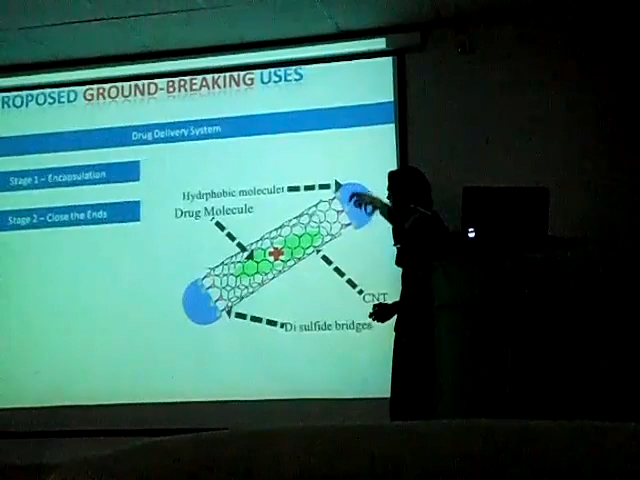 ROPOSED GROUND-BREAKING USES
Drug Delivery System
Stage 1 – Encapsulation
Stage 2 – Close the Ends
Hydrphobic molecules
Drug Molecule
CNT
Di sulfide bridges